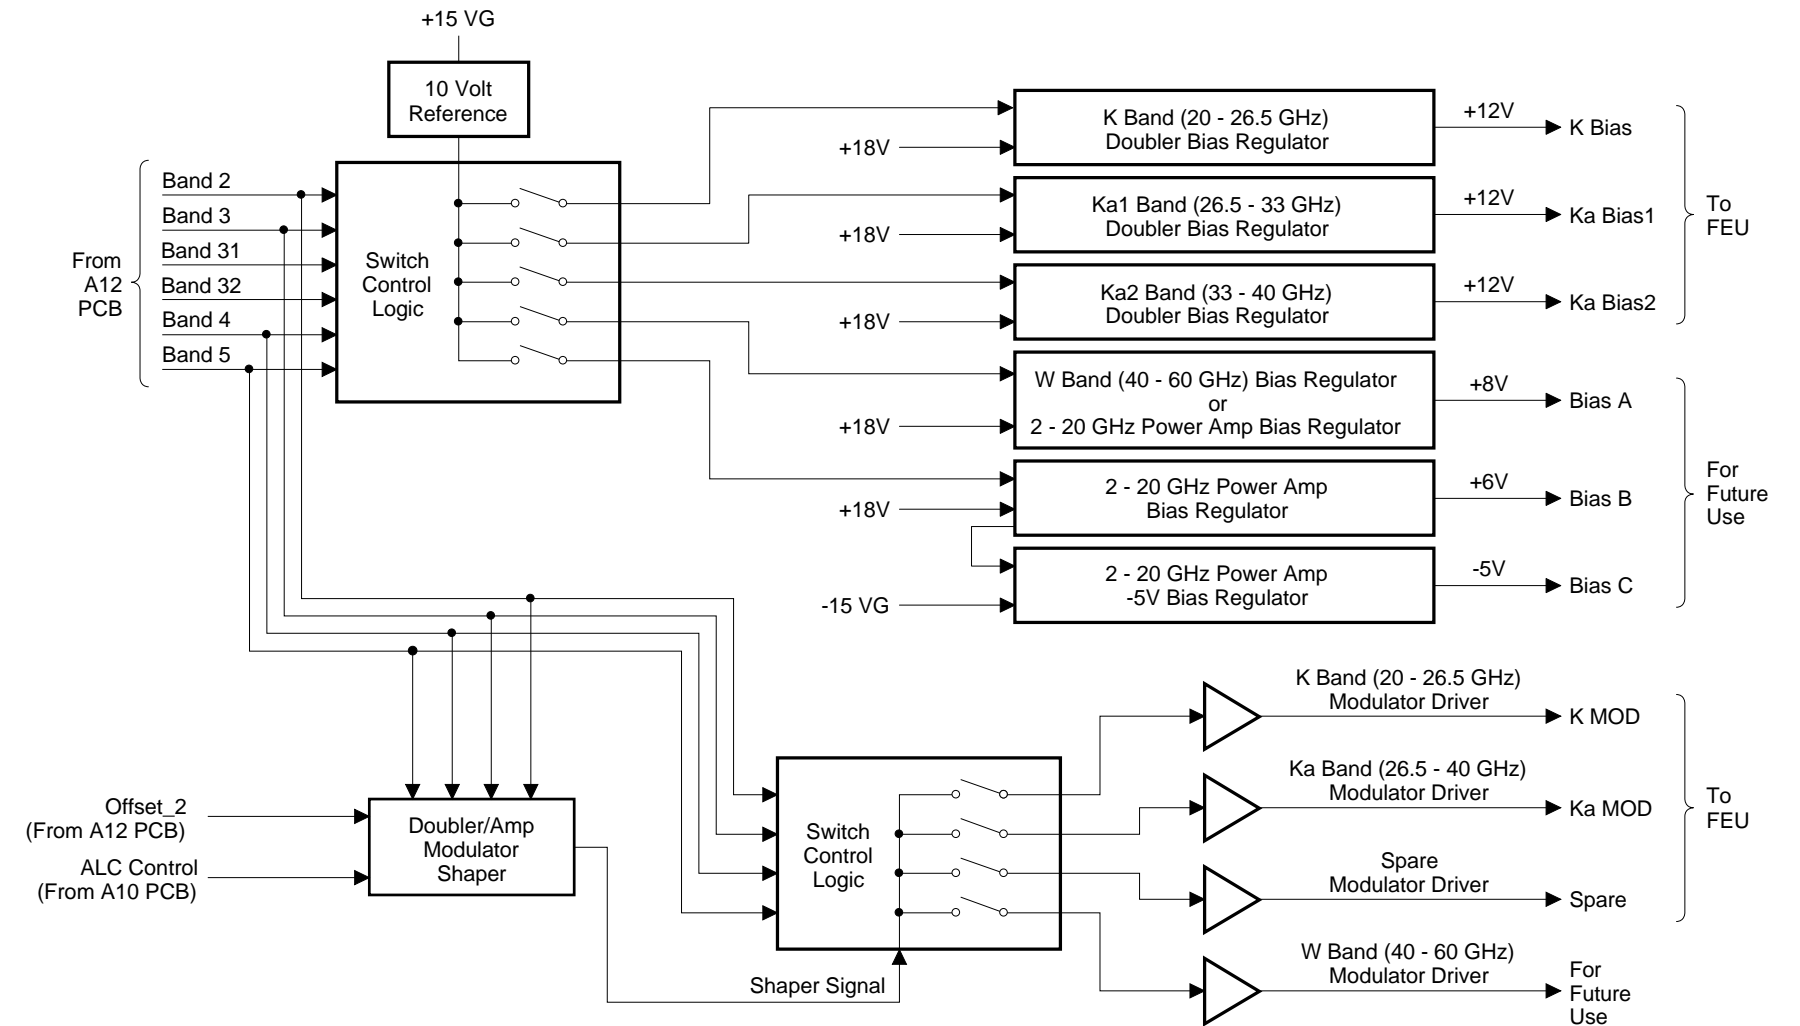 +15 VG
10 Volt
Reference
From
A12
PCB
Band 2
Band 3
Band 31
Band 32
Band 4
Band 5
Switch
Control
Logic
+18V
K Band (20 - 26.5 GHz)
Doubler Bias Regulator
+12V
K Bias
+18V
Ka1 Band (26.5 - 33 GHz)
Doubler Bias Regulator
+12V
Ka Bias1
+18V
Ka2 Band (33 - 40 GHz)
Doubler Bias Regulator
+12V
Ka Bias2
To
FEU
+18V
W Band (40 - 60 GHz) Bias Regulator
or
2 - 20 GHz Power Amp Bias Regulator
+8V
Bias A
+18V
2 - 20 GHz Power Amp
Bias Regulator
+6V
Bias B
-15 VG
2 - 20 GHz Power Amp
-5V Bias Regulator
-5V
Bias C
For
Future
Use
Offset_2
(From A12 PCB)
ALC Control
(From A10 PCB)
Doubler/Amp
Modulator
Shaper
Shaper Signal
Switch
Control
Logic
K Band (20 - 26.5 GHz)
Modulator Driver
K MOD
Ka Band (26.5 - 40 GHz)
Modulator Driver
Ka MOD
Spare
Modulator Driver
Spare
To
FEU
W Band (40 - 60 GHz)
Modulator Driver
For
Future
Use